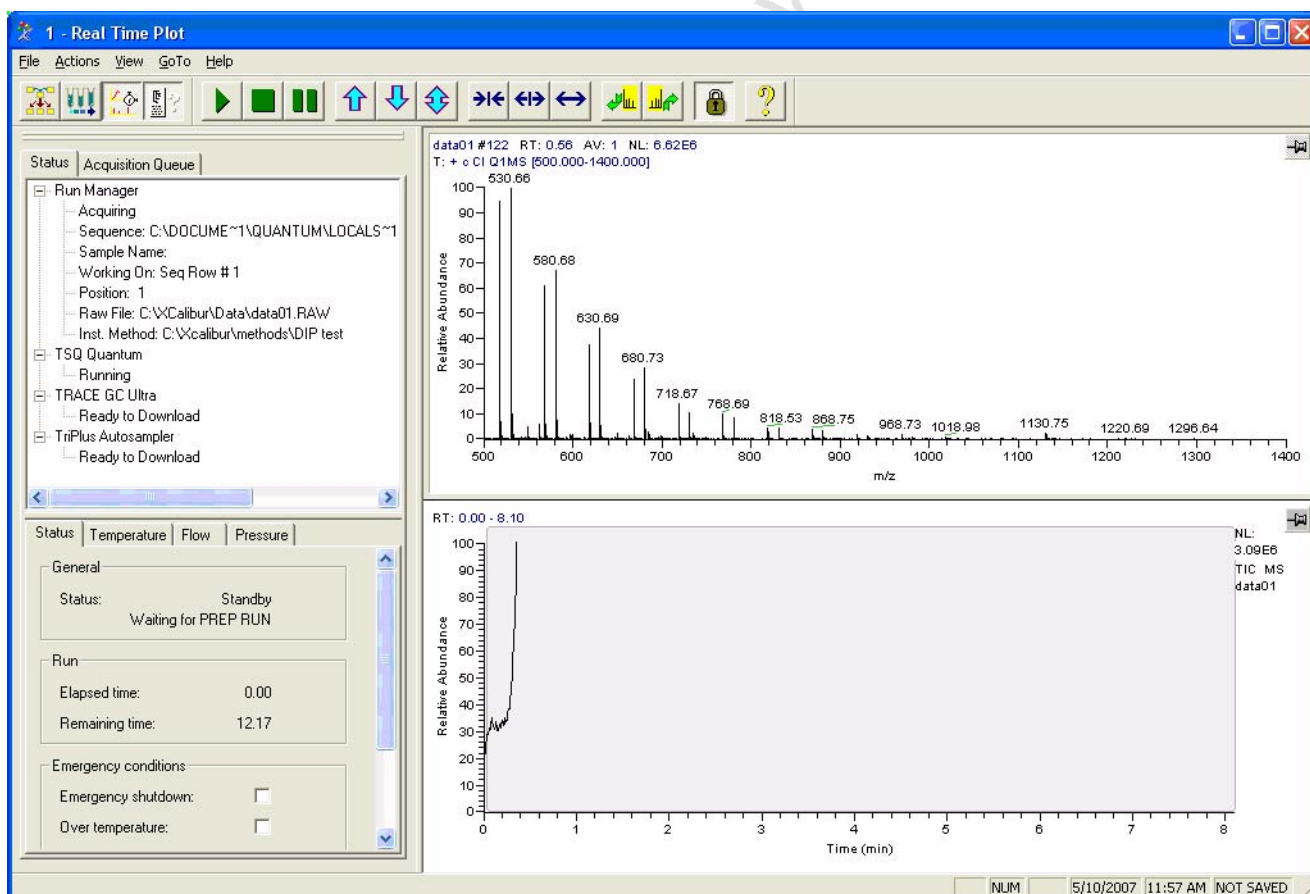 1 - Real Time Plot
File Actions View GoTo Help
Status Acquisition Queue
Run Manager
Acquiring
Sequence: C:\DOCUME~1\QUANTUM\LOCALS~1
Sample Name:
Working On: Seq Row # 1
Position: 1
Raw File: C:\XCalibur\Data\data01.RAW
Inst. Method: C:\Xcalibur\methods\DIP test
TSQ Quantum
Running
TRACE GC Ultra
Ready to Download
TriPlus Autosampler
Ready to Download
Status Temperature Flow Pressure
General
Status: Standby
Waiting for PREP RUN
Run
Elapsed time: 0.00
Remaining time: 12.17
Emergency conditions
Emergency shutdown:
Over temperature:
data01 #122 RT: 0.56 AV: 1 NL: 6.62E6
T: + c CI Q1MS [500.000-1400.000]
530.66
580.68
630.69
680.73
718.67
768.69
818.53
868.75
968.73
1018.98
1130.75
1220.69
1296.64
100
90
80
70
60
50
40
30
20
10
0
Relative Abundance
500 600 700 800 900 1000 1100 1200 1300 1400
m/z
RT: 0.00 - 8.10
NL:
3.09E6
TIC MS
data01
100
90
80
70
60
50
40
30
20
10
0
Relative Abundance
0 1 2 3 4 5 6 7 8
Time (min)
NUM 5/10/2007 11:57 AM NOT SAVED